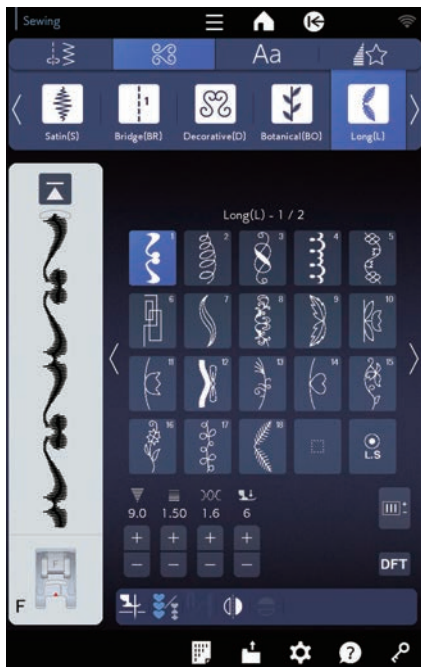 Sewing
Aa
Satin(S) Bridge(BR) Decorative(D) Botanical(BO) Long(L)
1
Long(L) - 1 / 2
1 2 3 4 5
6 7 8 9 10
11 12 13 14 15
16 17 18 L.S
9.0 1.50 1.6 6
+ + + +
− − − −
DFT
F
?